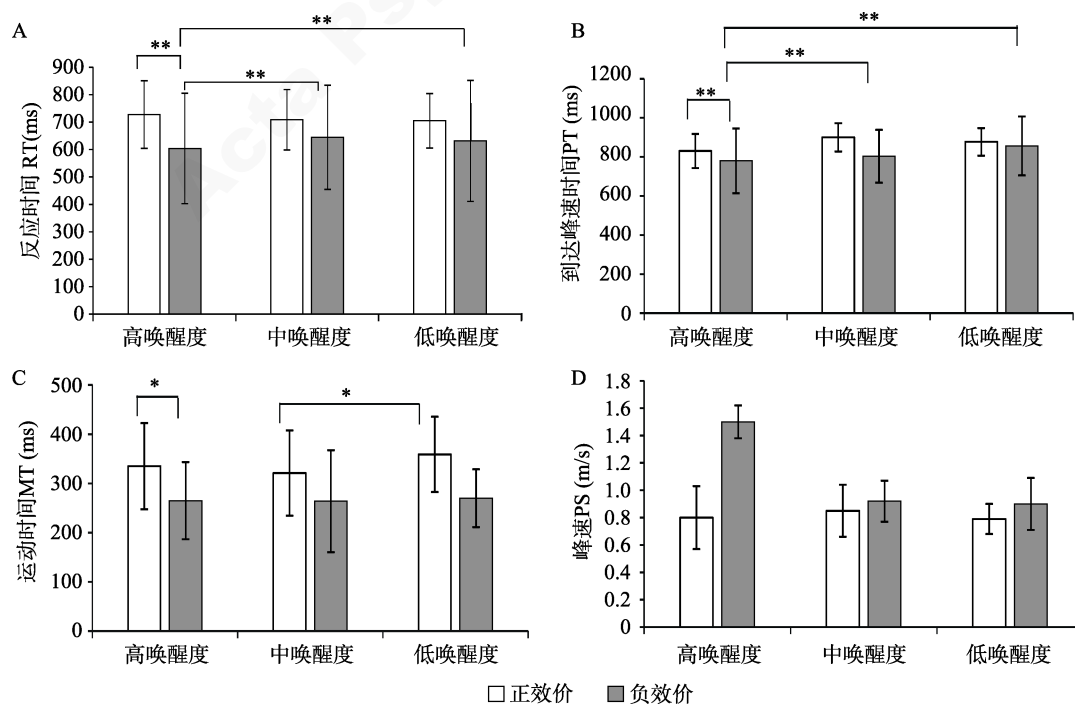 Acta Ps
A
**
**
**
反应时间 RT(ms)
900
800
700
600
500
400
300
200
100
0
高唤醒度 中唤醒度 低唤醒度
B
**
**
**
到达峰速时间PT (ms)
1200
1000
800
600
400
200
0
高唤醒度 中唤醒度 低唤醒度
C
*
*
运动时间MT (ms)
500
400
300
200
100
0
高唤醒度 中唤醒度 低唤醒度
D
峰速PS (m/s)
1.8
1.6
1.4
1.2
1.0
0.8
0.6
0.4
0.2
0
高唤醒度 中唤醒度 低唤醒度
正效价 负效价